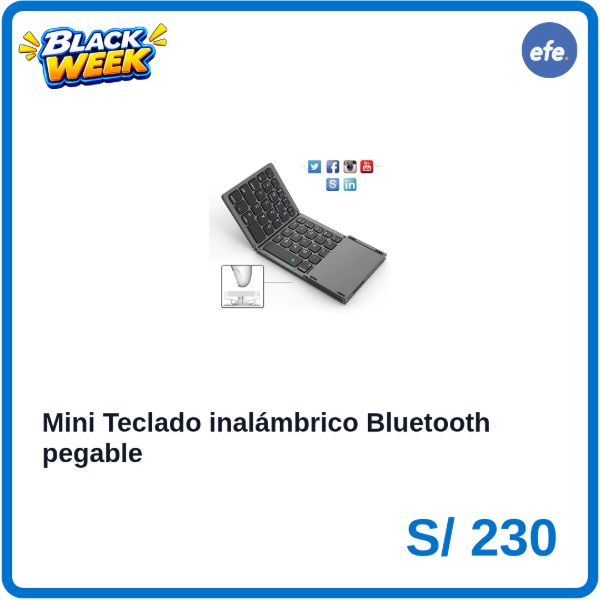 BLACK
WEEK
efe.
Mini Teclado inalámbrico Bluetooth
pegable
S/ 230